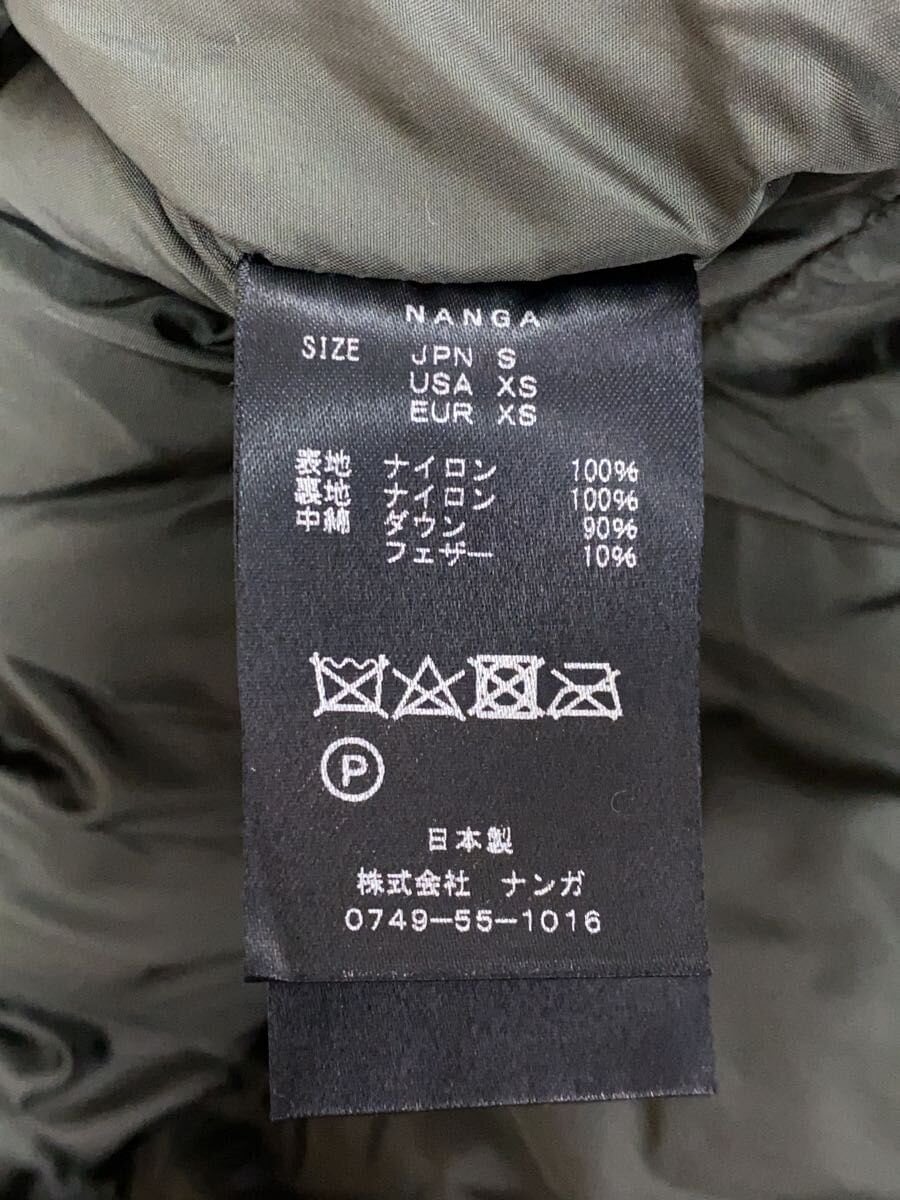 NANGA
SIZE JPN S
USA XS
EUR XS
表地 ナイロン 100%
裏地 ナイロン 100%
中綿 ダウン 90%
フェザー 10%
P
日本製
株式会社 ナンガ
0749-55-1016